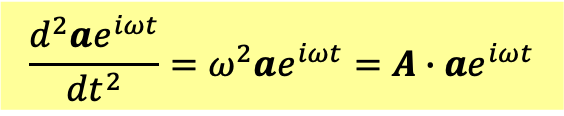 d²𝒂e^{iωt}/dt² = ω²𝒂e^{iωt} = 𝑨 · 𝒂e^{iωt}